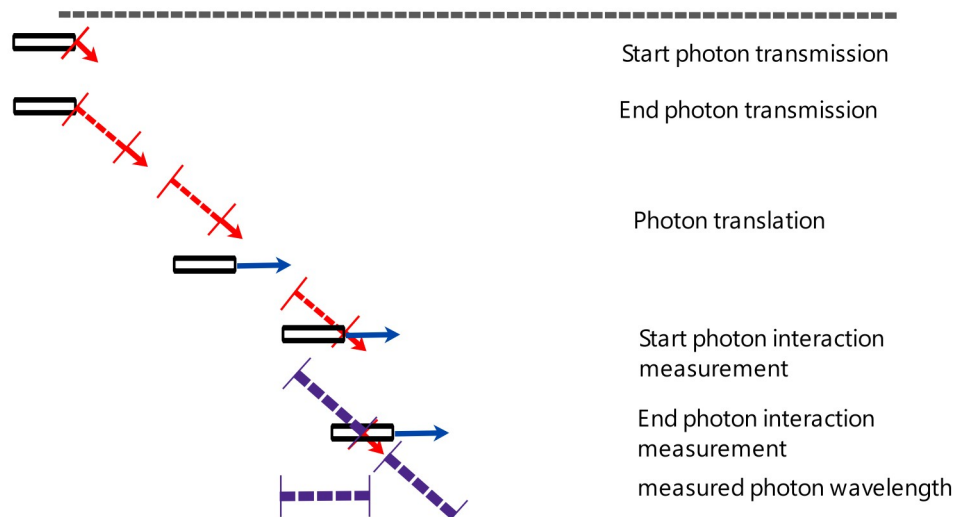 Start photon transmission
End photon transmission
Photon translation
Start photon interaction
measurement
End photon interaction
measurement
measured photon wavelength